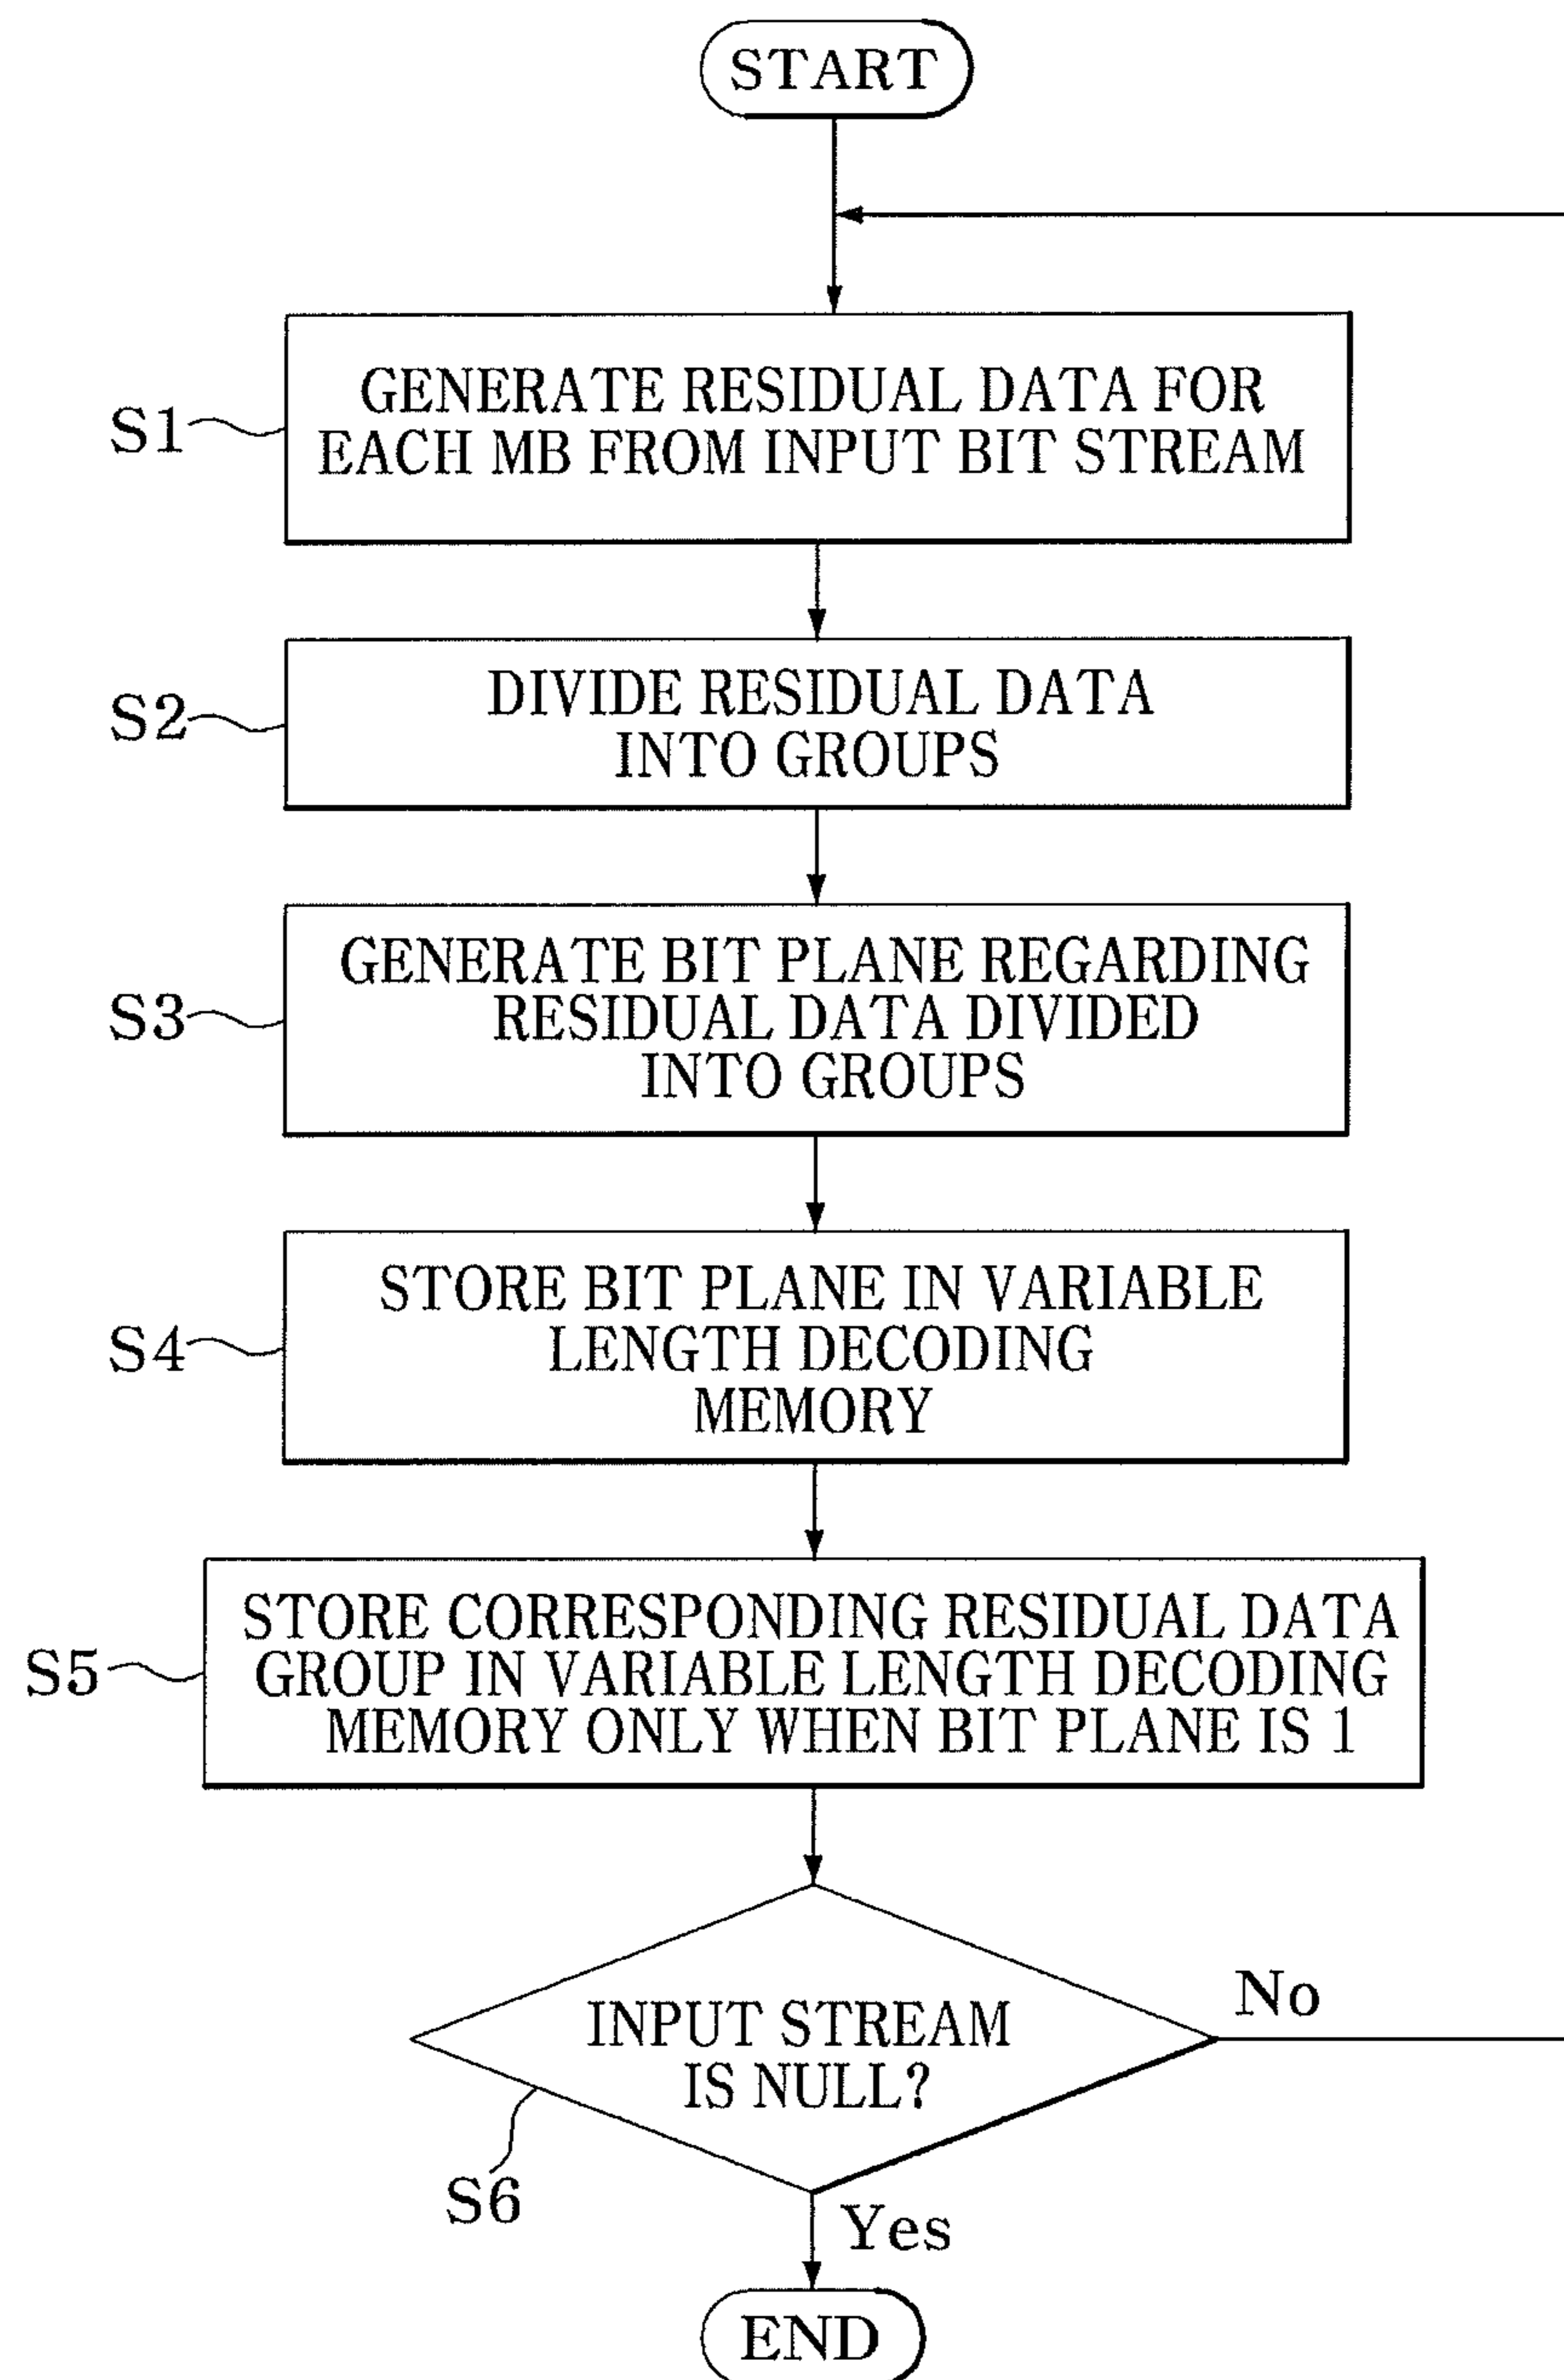 START
S1
GENERATE RESIDUAL DATA FOR
EACH MB FROM INPUT BIT STREAM
S2
DIVIDE RESIDUAL DATA
INTO GROUPS
S3
GENERATE BIT PLANE REGARDING
RESIDUAL DATA DIVIDED
INTO GROUPS
S4
STORE BIT PLANE IN VARIABLE
LENGTH DECODING
MEMORY
S5
STORE CORRESPONDING RESIDUAL DATA
GROUP IN VARIABLE LENGTH DECODING
MEMORY ONLY WHEN BIT PLANE IS 1
No
INPUT STREAM
IS NULL?
S6
Yes
END